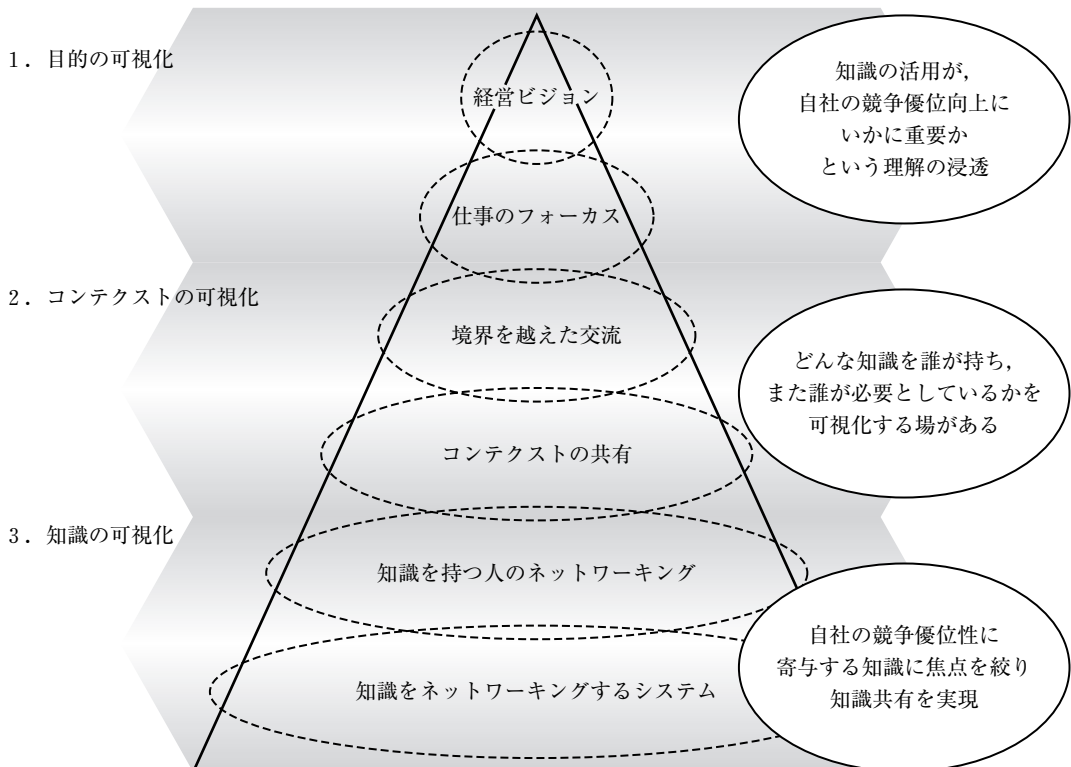 1．目的の可視化
経営ビジョン
知識の活用が，
自社の競争優位向上に
いかに重要か
という理解の浸透
仕事のフォーカス
2．コンテクストの可視化
境界を越えた交流
どんな知識を誰が持ち，
また誰が必要としているかを
可視化する場がある
コンテクストの共有
3．知識の可視化
知識を持つ人のネットワーキング
自社の競争優位性に
寄与する知識に焦点を絞り
知識共有を実現
知識をネットワーキングするシステム